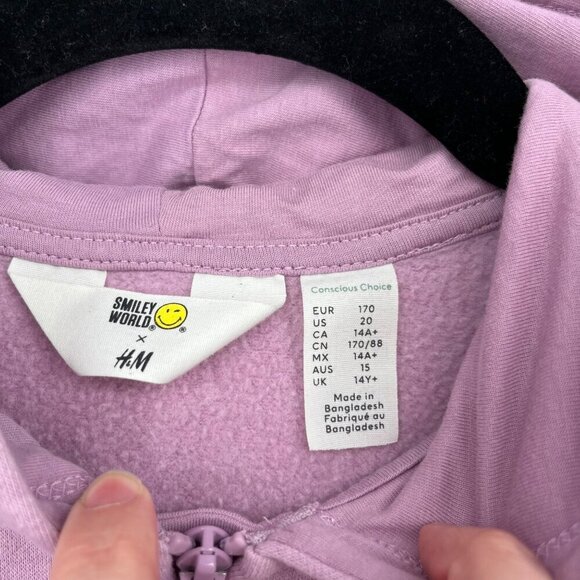 SMILEY
WORLD®
®
×
H&M
Conscious Choice
EUR 170
US 20
CA 14A+
CN 170/88
MX 14A+
AUS 15
UK 14Y+
Made in
Bangladesh
Fabriqué au
Bangladesh